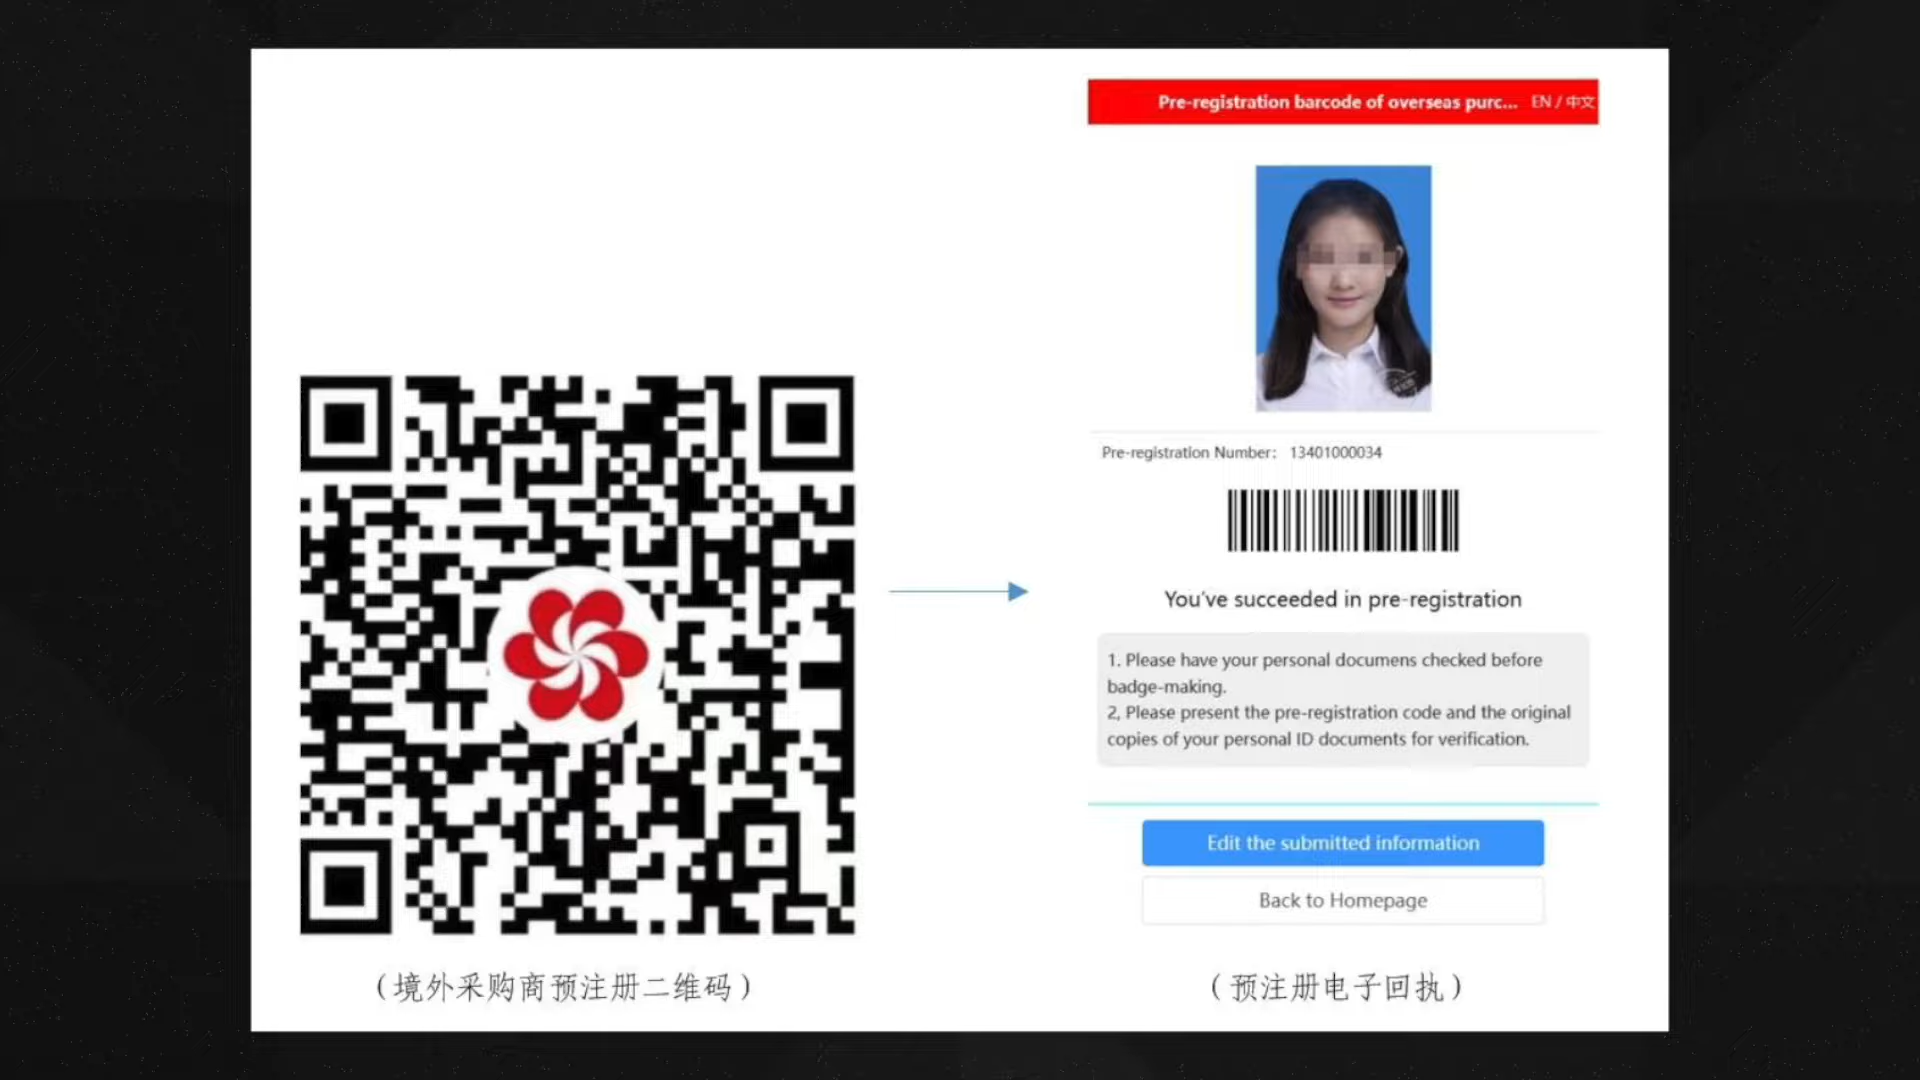 Pre-registration barcode of overseas purc... EN / 中文
Pre-registration Number: 13401000034
You've succeeded in pre-registration
1. Please have your personal documens checked before
badge-making.
2, Please present the pre-registration code and the original
copies of your personal ID documents for verification.
Edit the submitted information
Back to Homepage
（境外采购商预注册二维码）
（预注册电子回执）